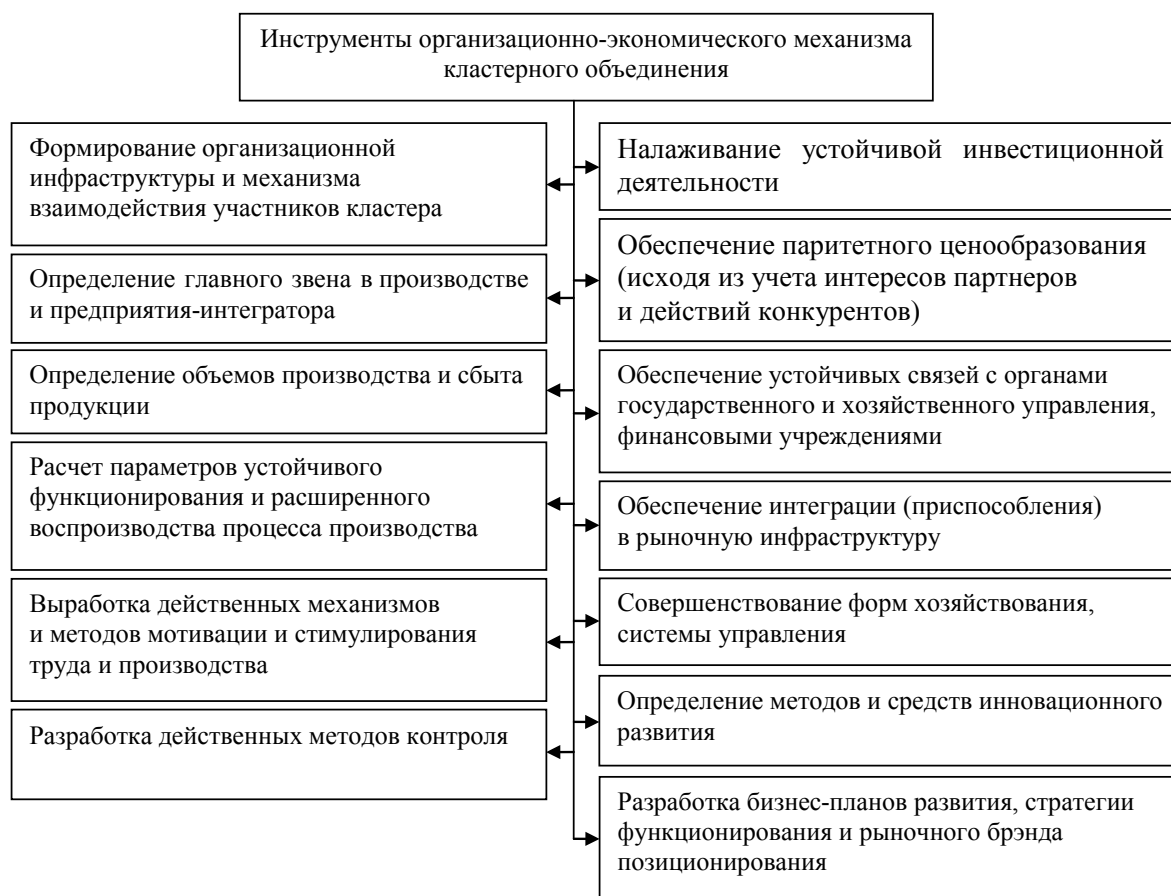 Инструменты организационно-экономического механизма
кластерного объединения
Формирование организационной
инфраструктуры и механизма
взаимодействия участников кластера
Определение главного звена в производстве
и предприятия-интегратора
Определение объемов производства и сбыта
продукции
Расчет параметров устойчивого
функционирования и расширенного
воспроизводства процесса производства
Выработка действенных механизмов
и методов мотивации и стимулирования
труда и производства
Разработка действенных методов контроля
Налаживание устойчивой инвестиционной
деятельности
Обеспечение паритетного ценообразования
(исходя из учета интересов партнеров
и действий конкурентов)
Обеспечение устойчивых связей с органами
государственного и хозяйственного управления,
финансовыми учреждениями
Обеспечение интеграции (приспособления)
в рыночную инфраструктуру
Совершенствование форм хозяйствования,
системы управления
Определение методов и средств инновационного
развития
Разработка бизнес-планов развития, стратегии
функционирования и рыночного брэнда
позиционирования